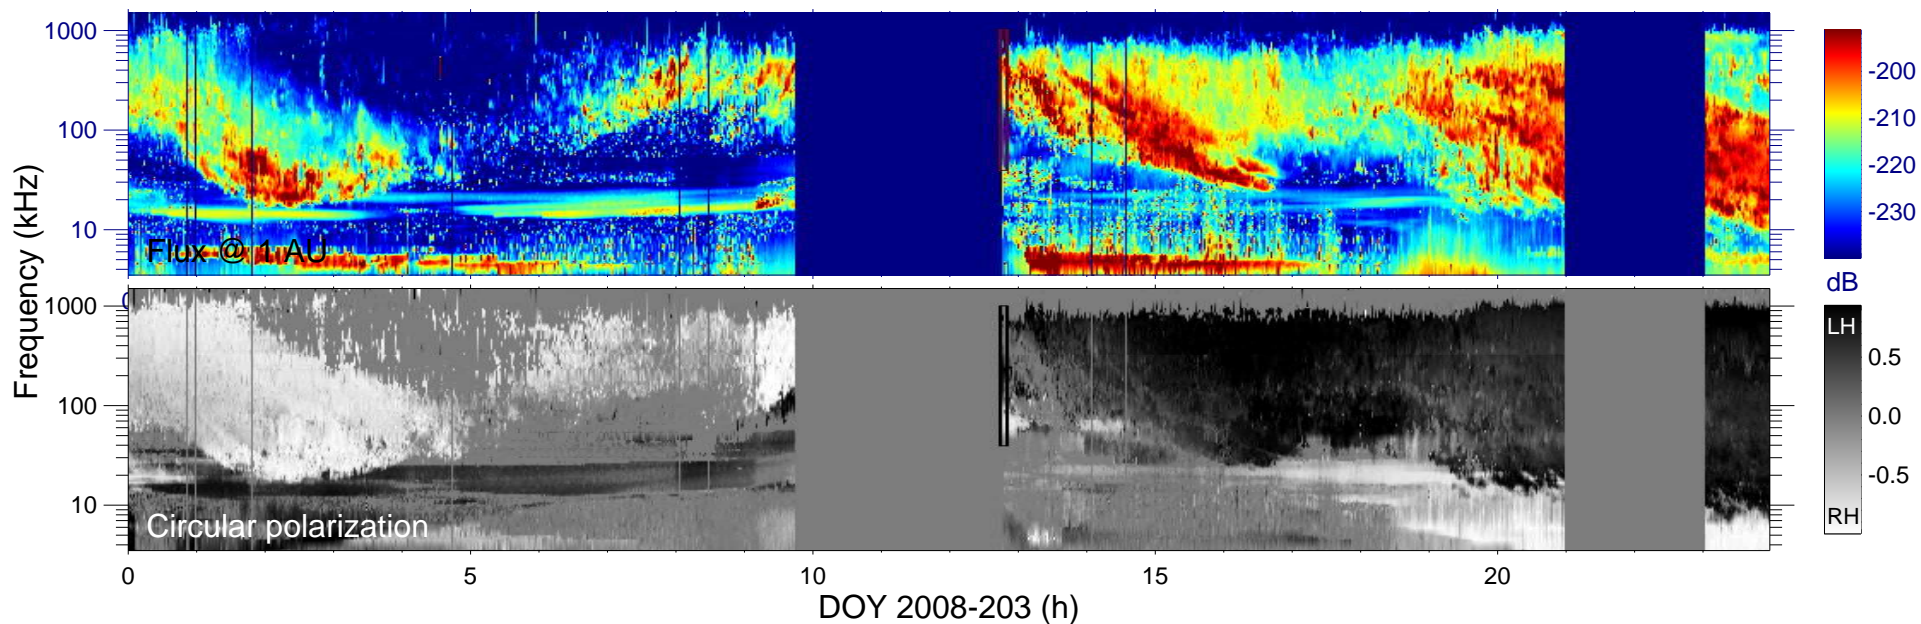 1000
100
10
Flux @ 1 AU
-200
-210
-220
-230
dB
Frequency (kHz)
0
1000
100
10
Circular polarization
LH
0.5
0.0
-0.5
RH
0 5 10 15 20
DOY 2008-203 (h)